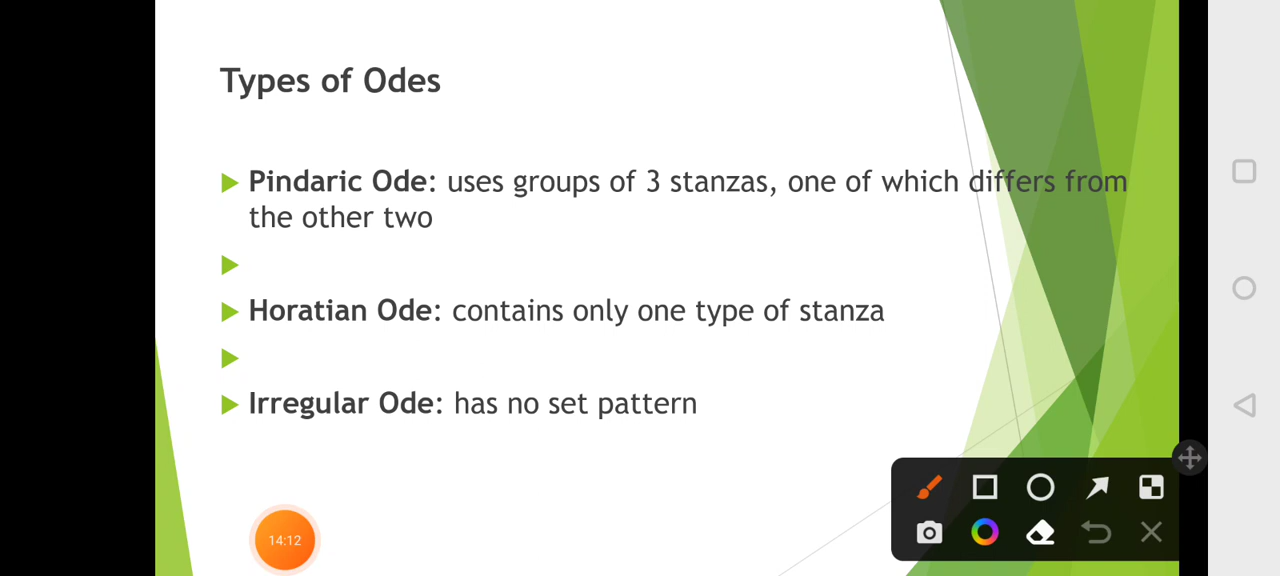 Types of Odes
Pindaric Ode: uses groups of 3 stanzas, one of which differs from
the other two
Horatian Ode: contains only one type of stanza
Irregular Ode: has no set pattern
14:12